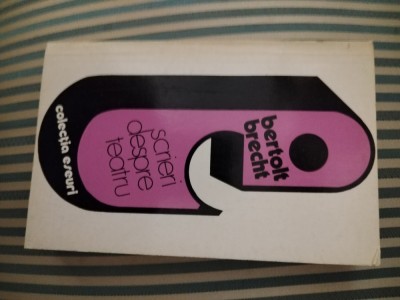 bertolt
brecht
scrieri
despre
teatru
colecția eseuri